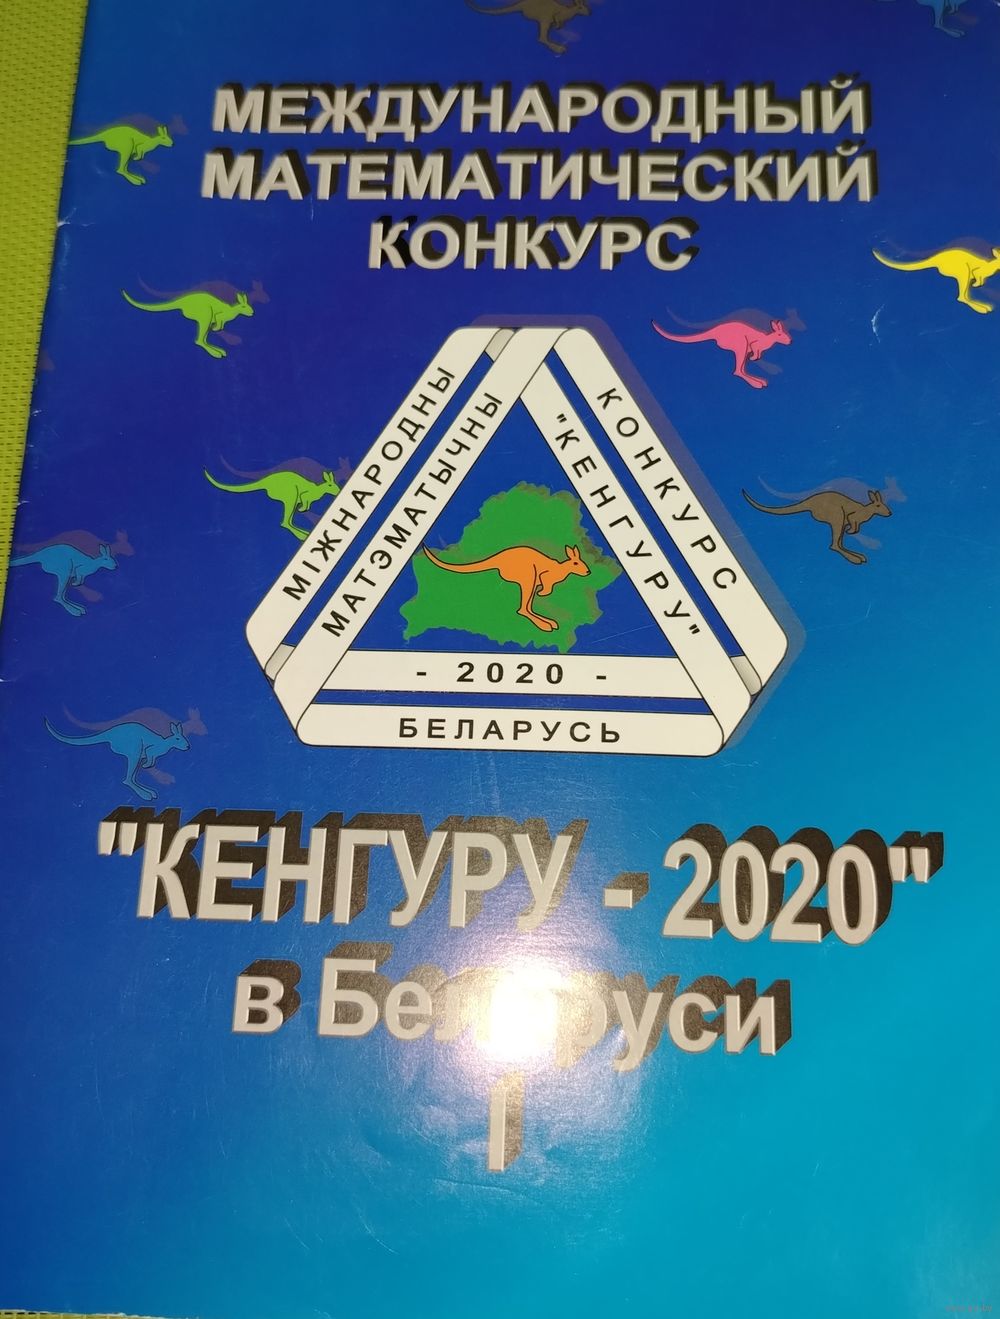 МЕЖДУНАРОДНЫЙ
МАТЕМАТИЧЕСКИЙ
КОНКУРС
МІЖНАРОДНЫ
МАТЭМАТЫЧНЫ
КОНКУРС
"КЕНГУРУ"
- 2020 -
БЕЛАРУСЬ
"КЕНГУРУ - 2020"
в Беларуси
I